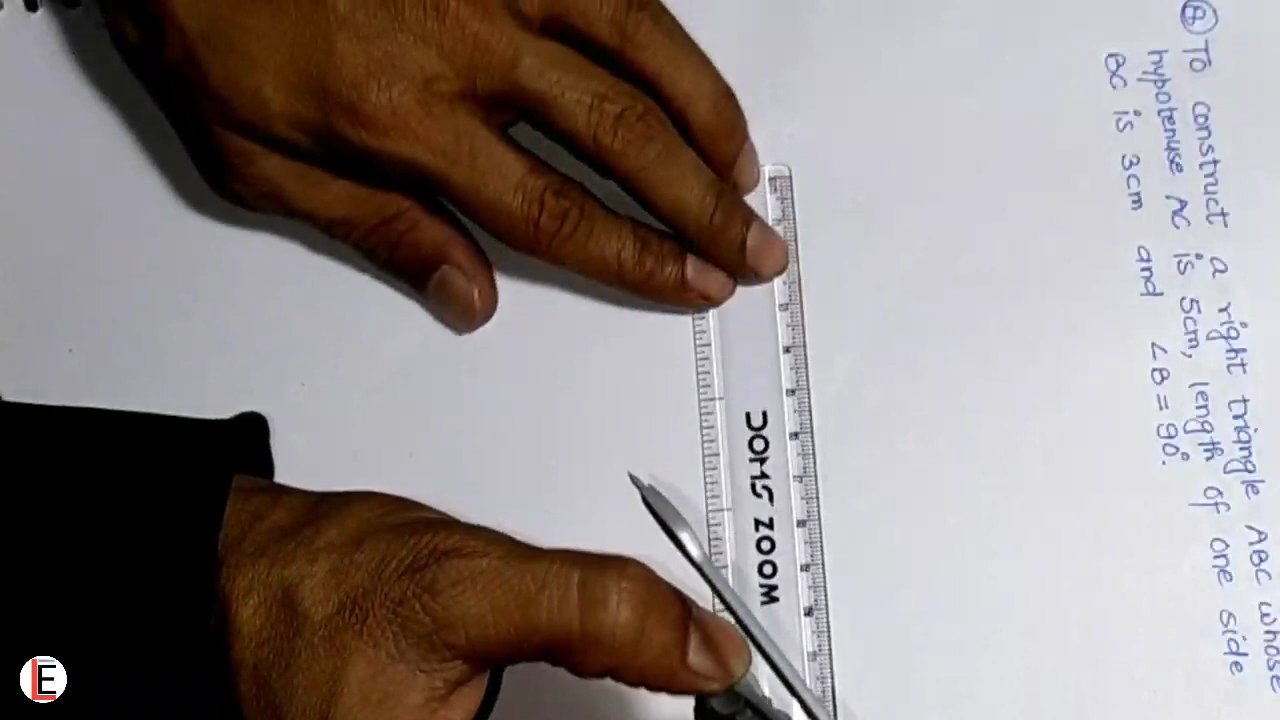 (B) To construct a right triangle ABC whose
hypotenuse AC is 5cm, length of one side
BC is 3cm and ∠B = 90°.
DOMS ZOOM
LE